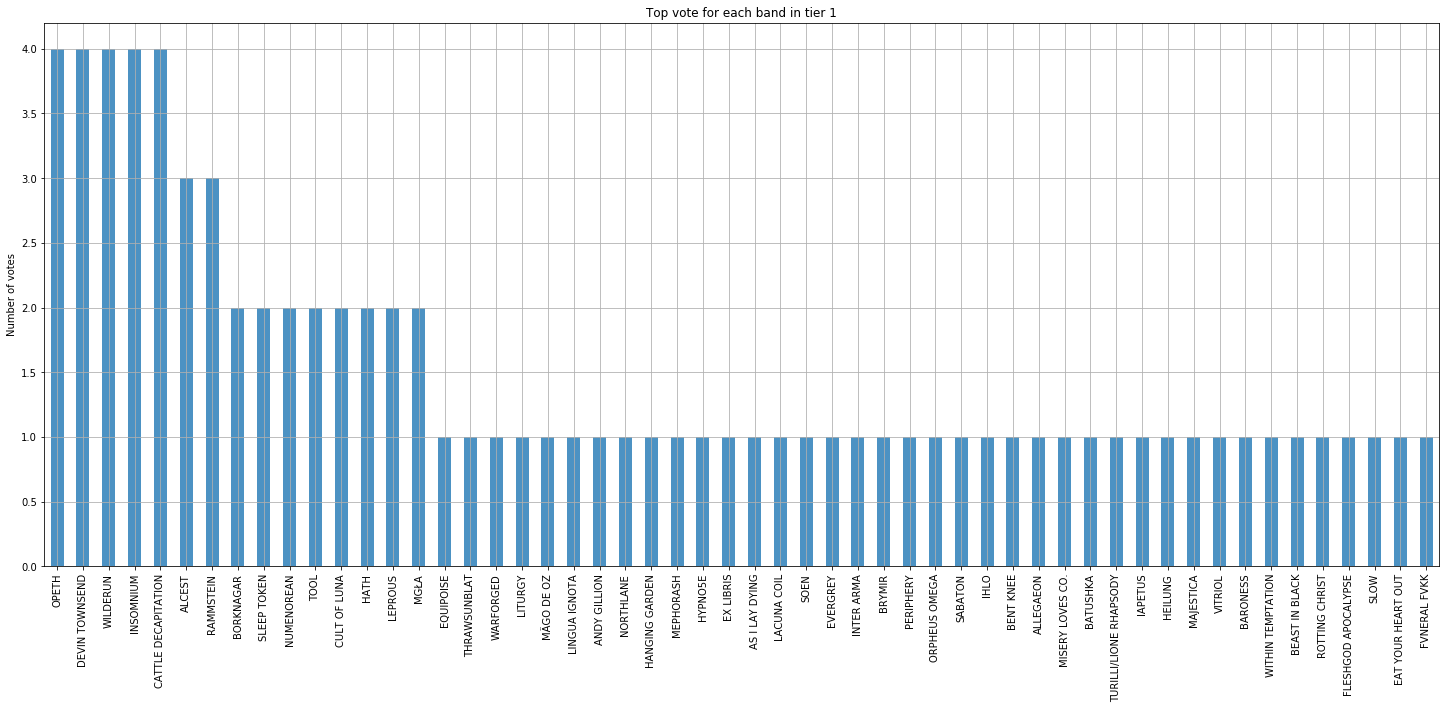 Top vote for each band in tier 1
Number of votes
4.0
3.5
3.0
2.5
2.0
1.5
1.0
0.5
0.0
OPETH
DEVIN TOWNSEND
WILDERUN
INSOMNIUM
CATTLE DECAPITATION
ALCEST
RAMMSTEIN
BORKNAGAR
SLEEP TOKEN
NUMENOREAN
TOOL
CULT OF LUNA
HATH
LEPROUS
MGŁA
EQUIPOISE
THRAWSUNBLAT
WARFORGED
LITURGY
MÄGO DE OZ
LINGUA IGNOTA
ANDY GILLION
NORTHLANE
HANGING GARDEN
MEPHORASH
HYPNO5E
EX LIBRIS
AS I LAY DYING
LACUNA COIL
SOEN
EVERGREY
INTER ARMA
BRYMIR
PERIPHERY
ORPHEUS OMEGA
SABATON
IHLO
BENT KNEE
ALLEGAEON
MISERY LOVES CO.
BATUSHKA
TURILLI/LIONE RHAPSODY
IAPETUS
HEILUNG
MAJESTICA
VITRIOL
BARONESS
WITHIN TEMPTATION
BEAST IN BLACK
ROTTING CHRIST
FLESHGOD APOCALYPSE
SLOW
EAT YOUR HEART OUT
FVNERAL FVKK